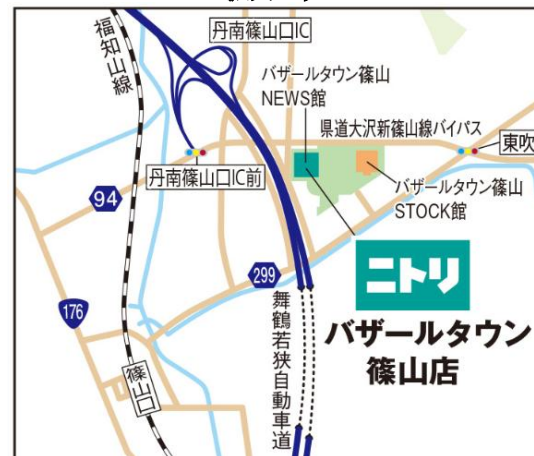 福知山線
丹南篠山口IC
バザールタウン篠山
NEWS館
県道大沢新篠山線バイパス
東吹
丹南篠山口IC前
バザールタウン篠山
STOCK館
94
299
176
ニトリ
バザールタウン
篠山店
舞鶴若狭自動車道
篠山口